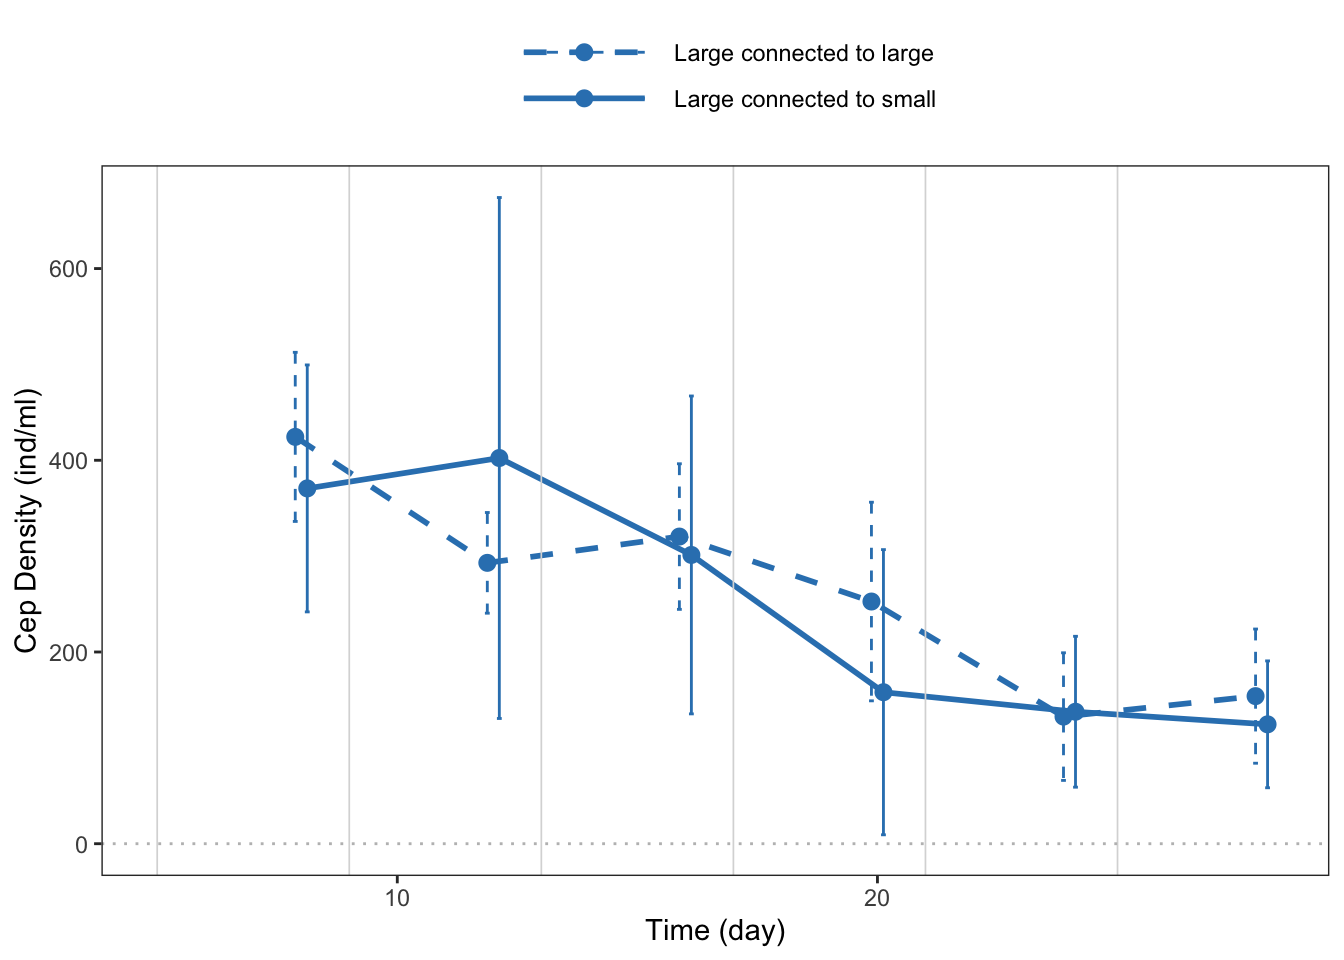 Large connected to large
Large connected to small
Cep Density (ind/ml)
600
400
200
0
10
20
Time (day)